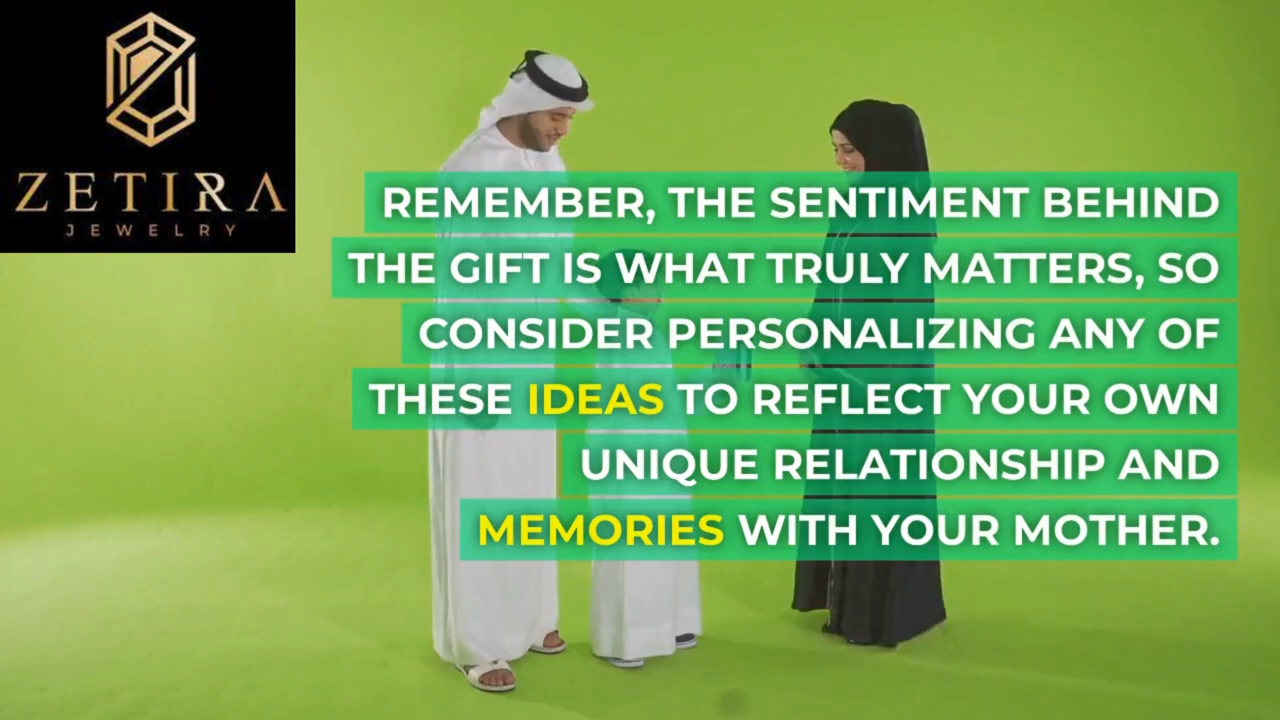 ZETIRA
JEWELRY
REMEMBER, THE SENTIMENT BEHIND
THE GIFT IS WHAT TRULY MATTERS, SO
CONSIDER PERSONALIZING ANY OF
THESE IDEAS TO REFLECT YOUR OWN
UNIQUE RELATIONSHIP AND
MEMORIES WITH YOUR MOTHER.